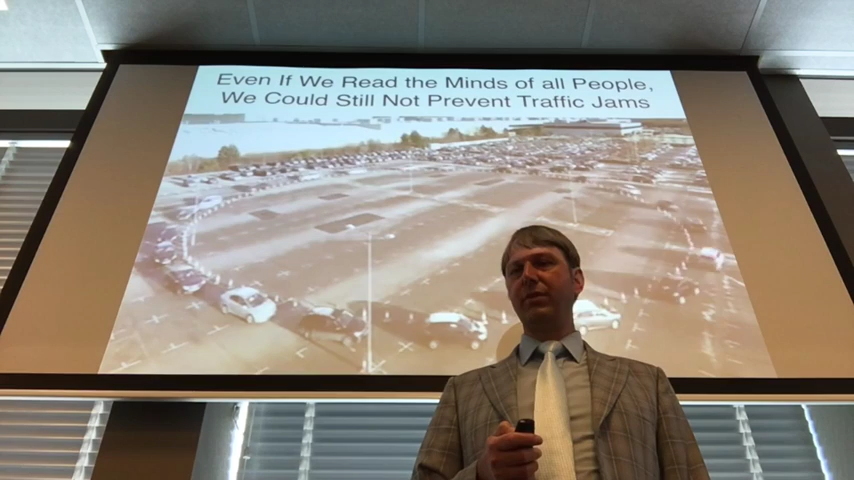 Even If We Read the Minds of all People,
We Could Still Not Prevent Traffic Jams